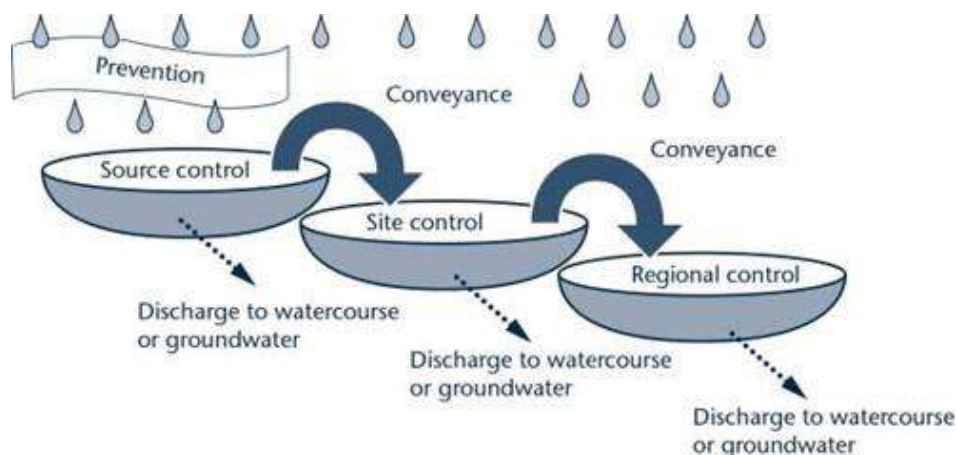 Prevention
Conveyance
Conveyance
Source control
Site control
Regional control
Discharge to watercourse
or groundwater
Discharge to watercourse
or groundwater
Discharge to watercourse
or groundwater